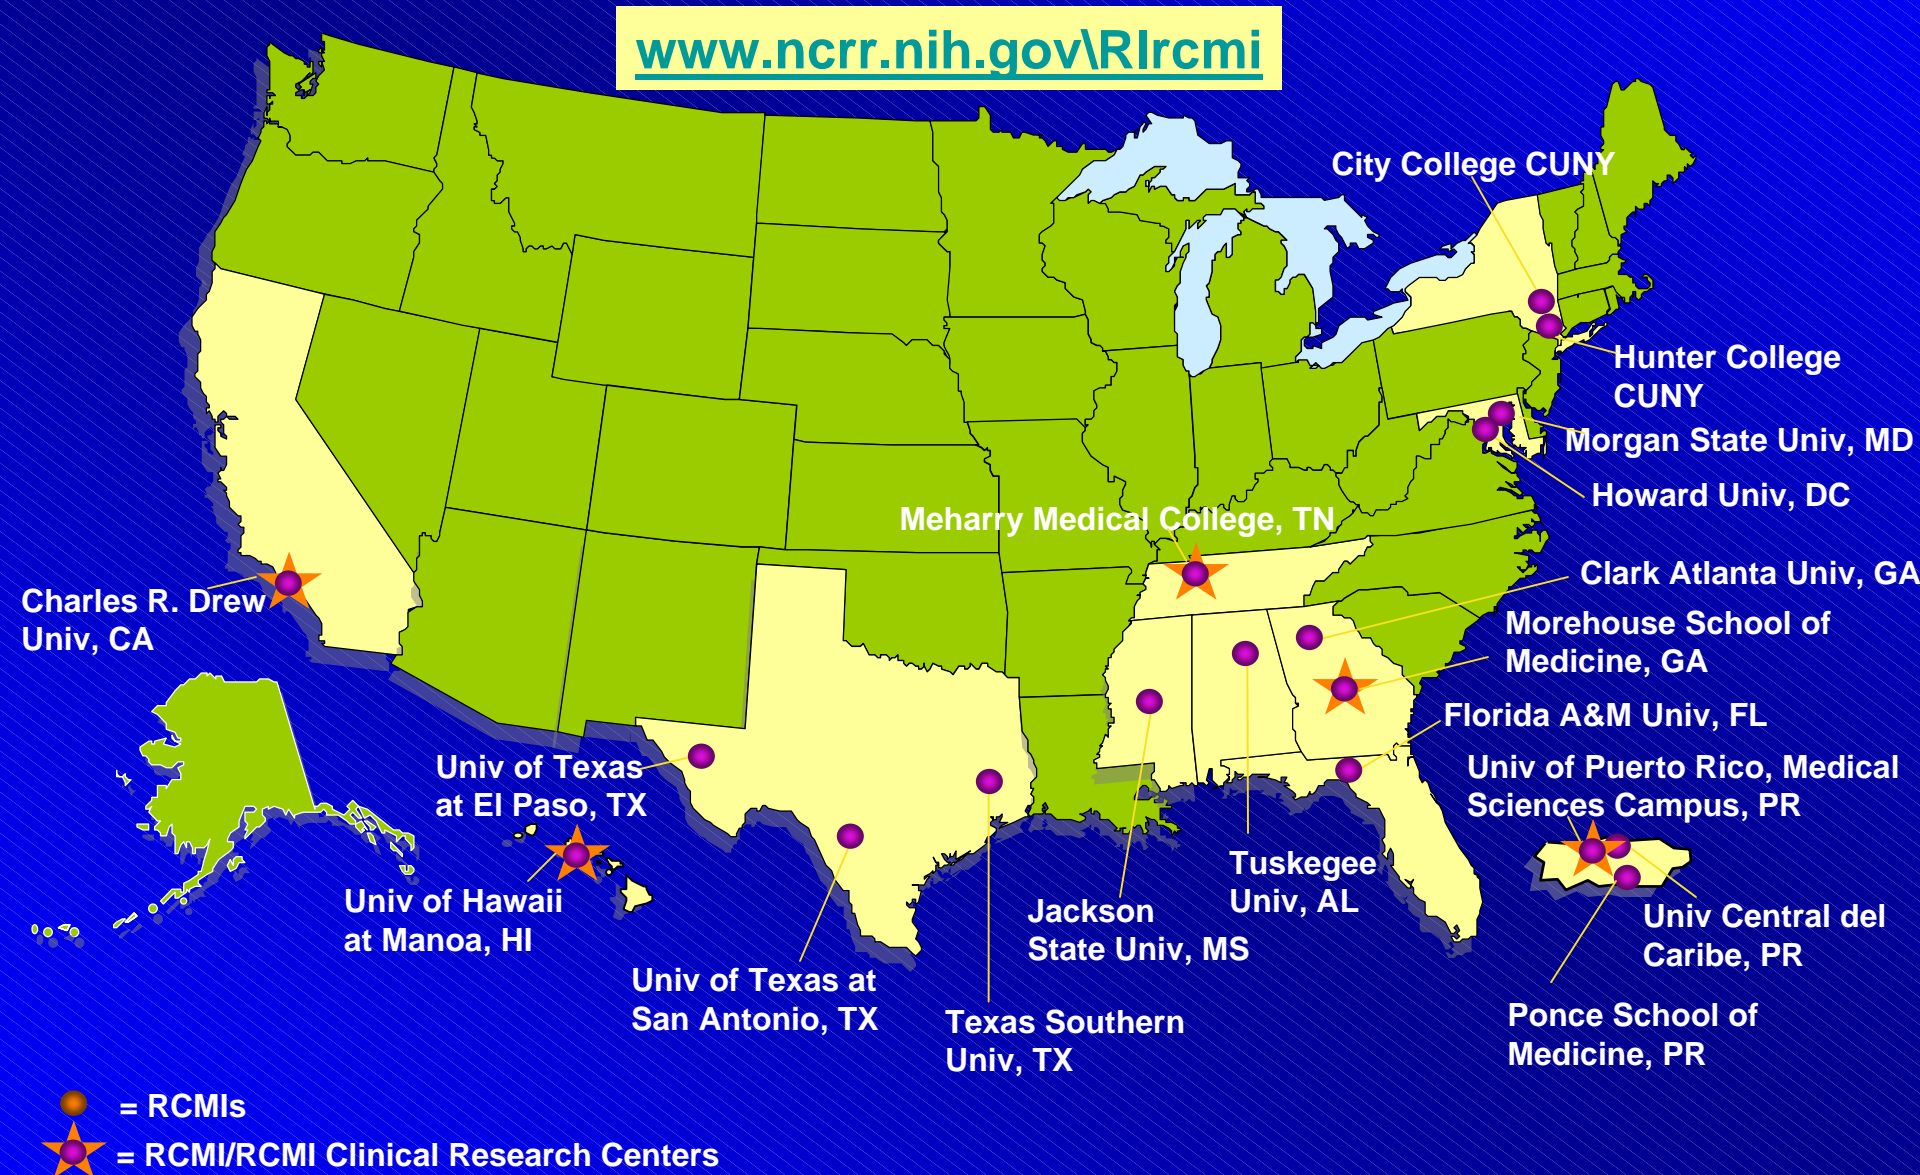 www.ncrr.nih.gov\RIrcmi
City College CUNY
Hunter College
CUNY
Morgan State Univ, MD
Howard Univ, DC
Meharry Medical College, TN
Clark Atlanta Univ, GA
Charles R. Drew
Univ, CA
Morehouse School of
Medicine, GA
Florida A&M Univ, FL
Univ of Texas
at El Paso, TX
Univ of Puerto Rico, Medical
Sciences Campus, PR
Tuskegee
Univ, AL
Univ of Hawaii
at Manoa, HI
Jackson
State Univ, MS
Univ Central del
Caribe, PR
Univ of Texas at
San Antonio, TX
Texas Southern
Univ, TX
Ponce School of
Medicine, PR
= RCMIs
= RCMI/RCMI Clinical Research Centers